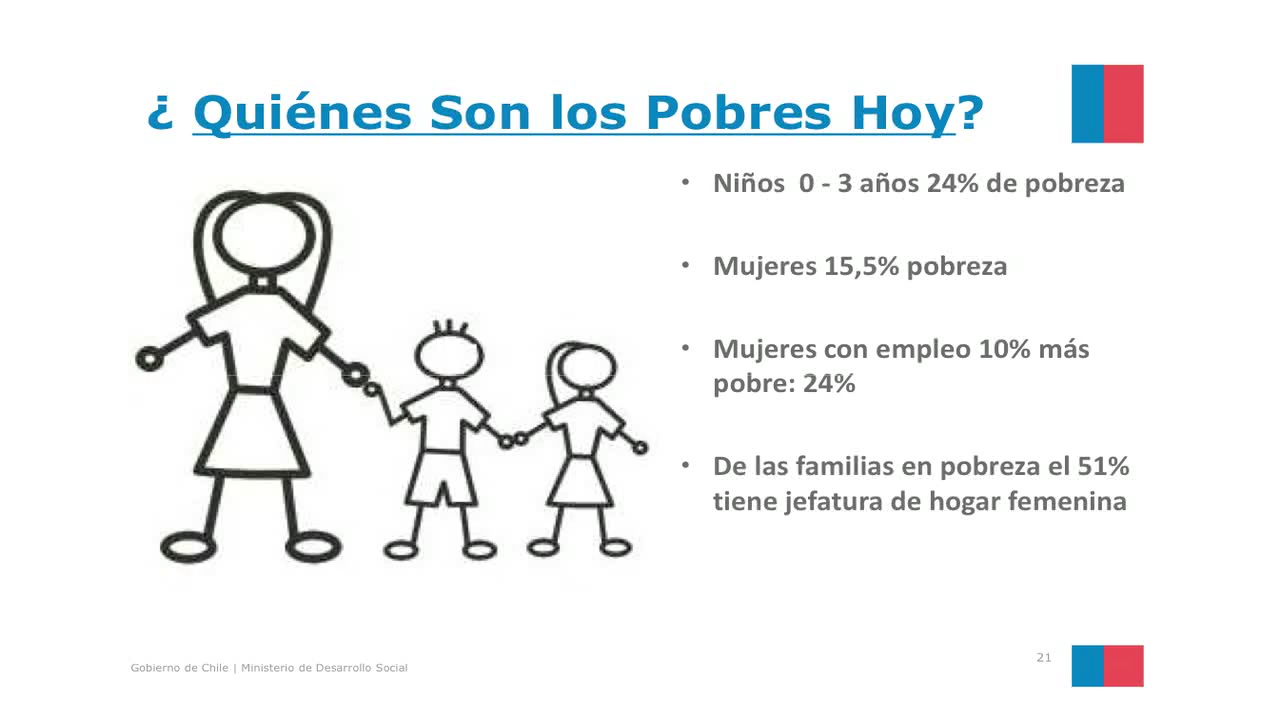 ¿ Quiénes Son los Pobres Hoy?
• Niños 0 - 3 años 24% de pobreza
• Mujeres 15,5% pobreza
• Mujeres con empleo 10% más
pobre: 24%
• De las familias en pobreza el 51%
tiene jefatura de hogar femenina
Gobierno de Chile | Ministerio de Desarrollo Social
21